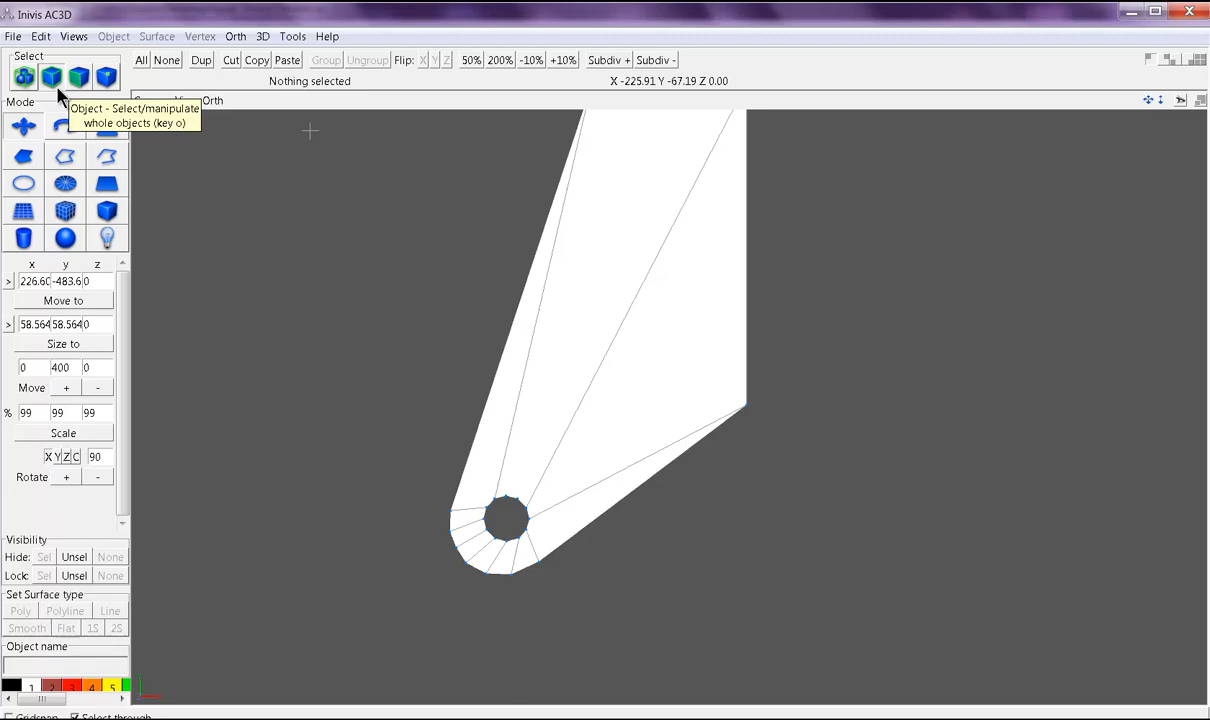 Inivis AC3D
File Edit Views Object Surface Vertex Orth 3D Tools Help
Select
All None Dup Cut Copy Paste Group Ungroup Flip: X Y Z 50% 200% -10% +10% Subdiv + Subdiv -
Nothing selected X -225.91 Y -67.19 Z 0.00
Mode
Orth
Object - Select/manipulate
whole objects (key o)
x y z
> 226.60 -483.6 0
Move to
> 58.564 58.564 0
Size to
0 400 0
Move + -
% 99 99 99
Scale
X Y Z C 90
Rotate + -
Visibility
Hide: Sel Unsel None
Lock: Sel Unsel None
Set Surface type
Poly Polyline Line
Smooth Flat 1S 2S
Object name
1 2 3 4 5
Gridsnap Select through